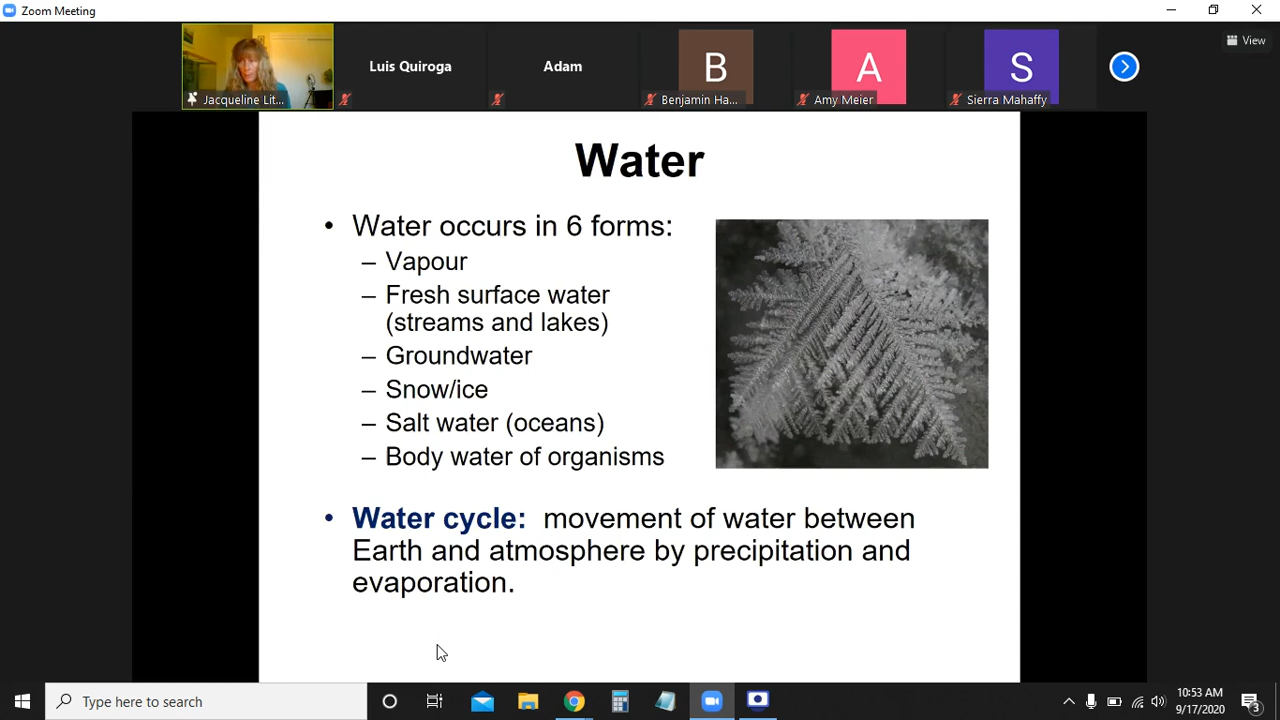 Zoom Meeting
View
Luis Quiroga
Adam
B
A
S
Jacqueline Lit...
Benjamin Ha...
Amy Meier
Sierra Mahaffy
Water
• Water occurs in 6 forms:
– Vapour
– Fresh surface water
(streams and lakes)
– Groundwater
– Snow/ice
– Salt water (oceans)
– Body water of organisms
• Water cycle: movement of water between
Earth and atmosphere by precipitation and
evaporation.
Type here to search
10:53 AM
9/17/2020
3